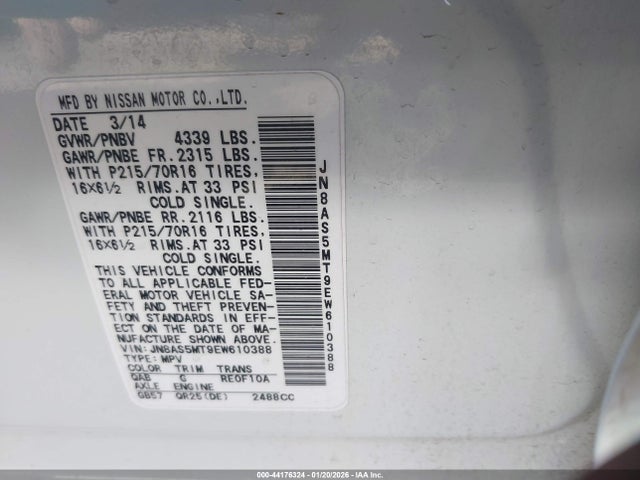 MFD BY NISSAN MOTOR CO.,LTD.
DATE 3/14
GVWR/PNBV 4339 LBS.
GAWR/PNBE FR. 2315 LBS.
WITH P215/70R16 TIRES,
16X6½ RIMS.AT 33 PSI
COLD SINGLE.
GAWR/PNBE RR. 2116 LBS.
WITH P215/70R16 TIRES,
16X6½ RIMS.AT 33 PSI
COLD SINGLE.
THIS VEHICLE CONFORMS
TO ALL APPLICABLE FED-
ERAL MOTOR VEHICLE SA-
FETY AND THEFT PREVEN-
TION STANDARDS IN EFF-
ECT ON THE DATE OF MA-
NUFACTURE SHOWN ABOVE.
VIN: JN8AS5MT9EW610388
TYPE: MPV
COLOR TRIM TRANS
QAB G RE0F10A
AXLE ENGINE
GB57 QR25(DE) 2488CC
JN8AS5MT9EW610388
000-44176324 | 01/20/2026 | IAA Inc.